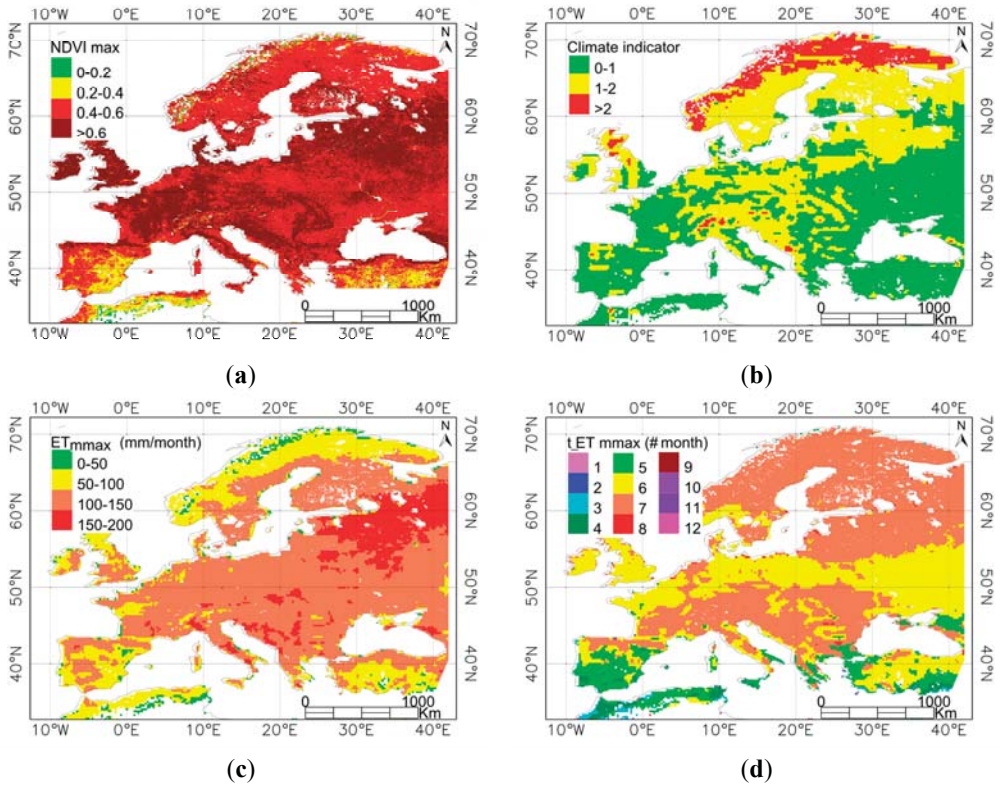 10°W 0°E 10°E 20°E 30°E 40°E
70°N 60°N 50°N 40°N
NDVI max
0-0.2
0.2-0.4
0.4-0.6
>0.6
N
70°N 60°N 50°N 40°N
0 1000
Km
10°W 0°E 10°E 20°E 30°E 40°E
(a)
10°W 0°E 10°E 20°E 30°E 40°E
70°N 60°N 50°N 40°N
Climate indicator
0-1
1-2
>2
N
70°N 60°N 50°N 40°N
0 1000
Km
10°W 0°E 10°E 20°E 30°E 40°E
(b)
10°W 0°E 10°E 20°E 30°E 40°E
70°N 60°N 50°N 40°N
ETmmax (mm/month)
0-50
50-100
100-150
150-200
N
70°N 60°N 50°N 40°N
0 1000
Km
10°W 0°E 10°E 20°E 30°E 40°E
(c)
10°W 0°E 10°E 20°E 30°E 40°E
70°N 60°N 50°N 40°N
t_ET mmax (# month)
1 5 9
2 6 10
3 7 11
4 8 12
N
70°N 60°N 50°N 40°N
0 1000
Km
10°W 0°E 10°E 20°E 30°E 40°E
(d)